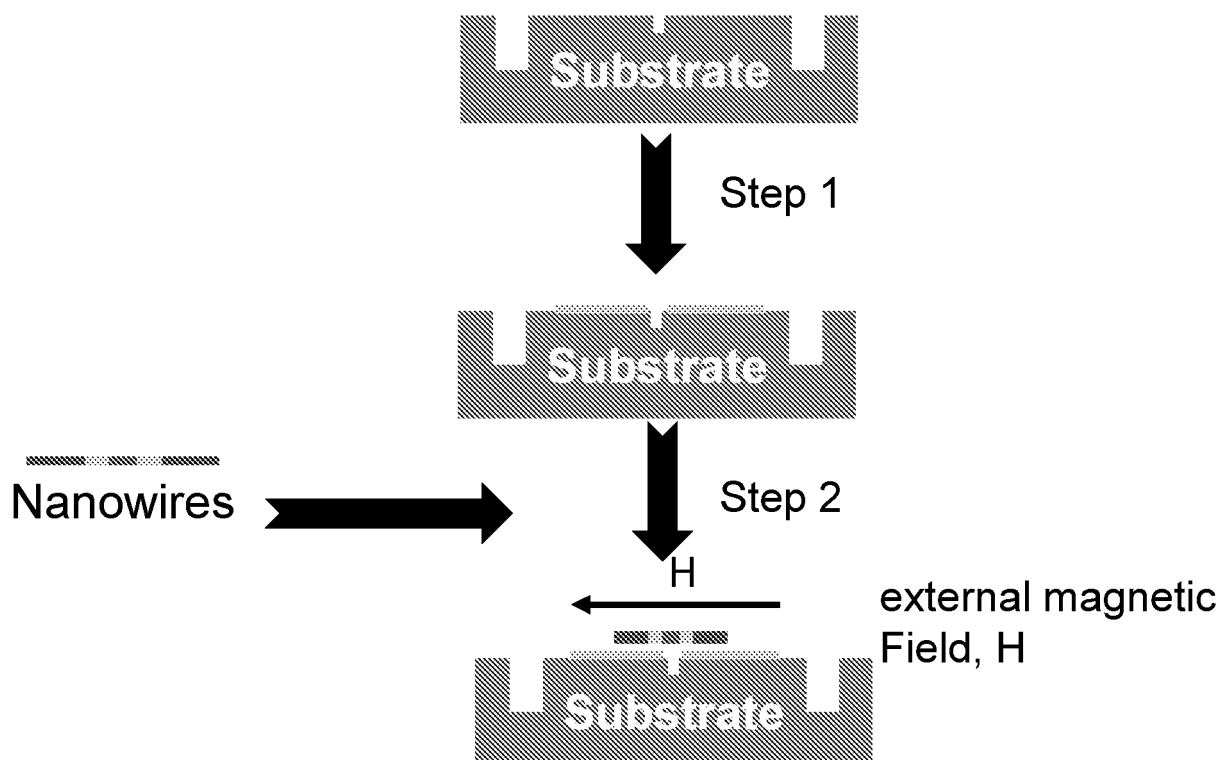 Substrate
Step 1
Substrate
Nanowires
Step 2
H
external magnetic
Field, H
Substrate